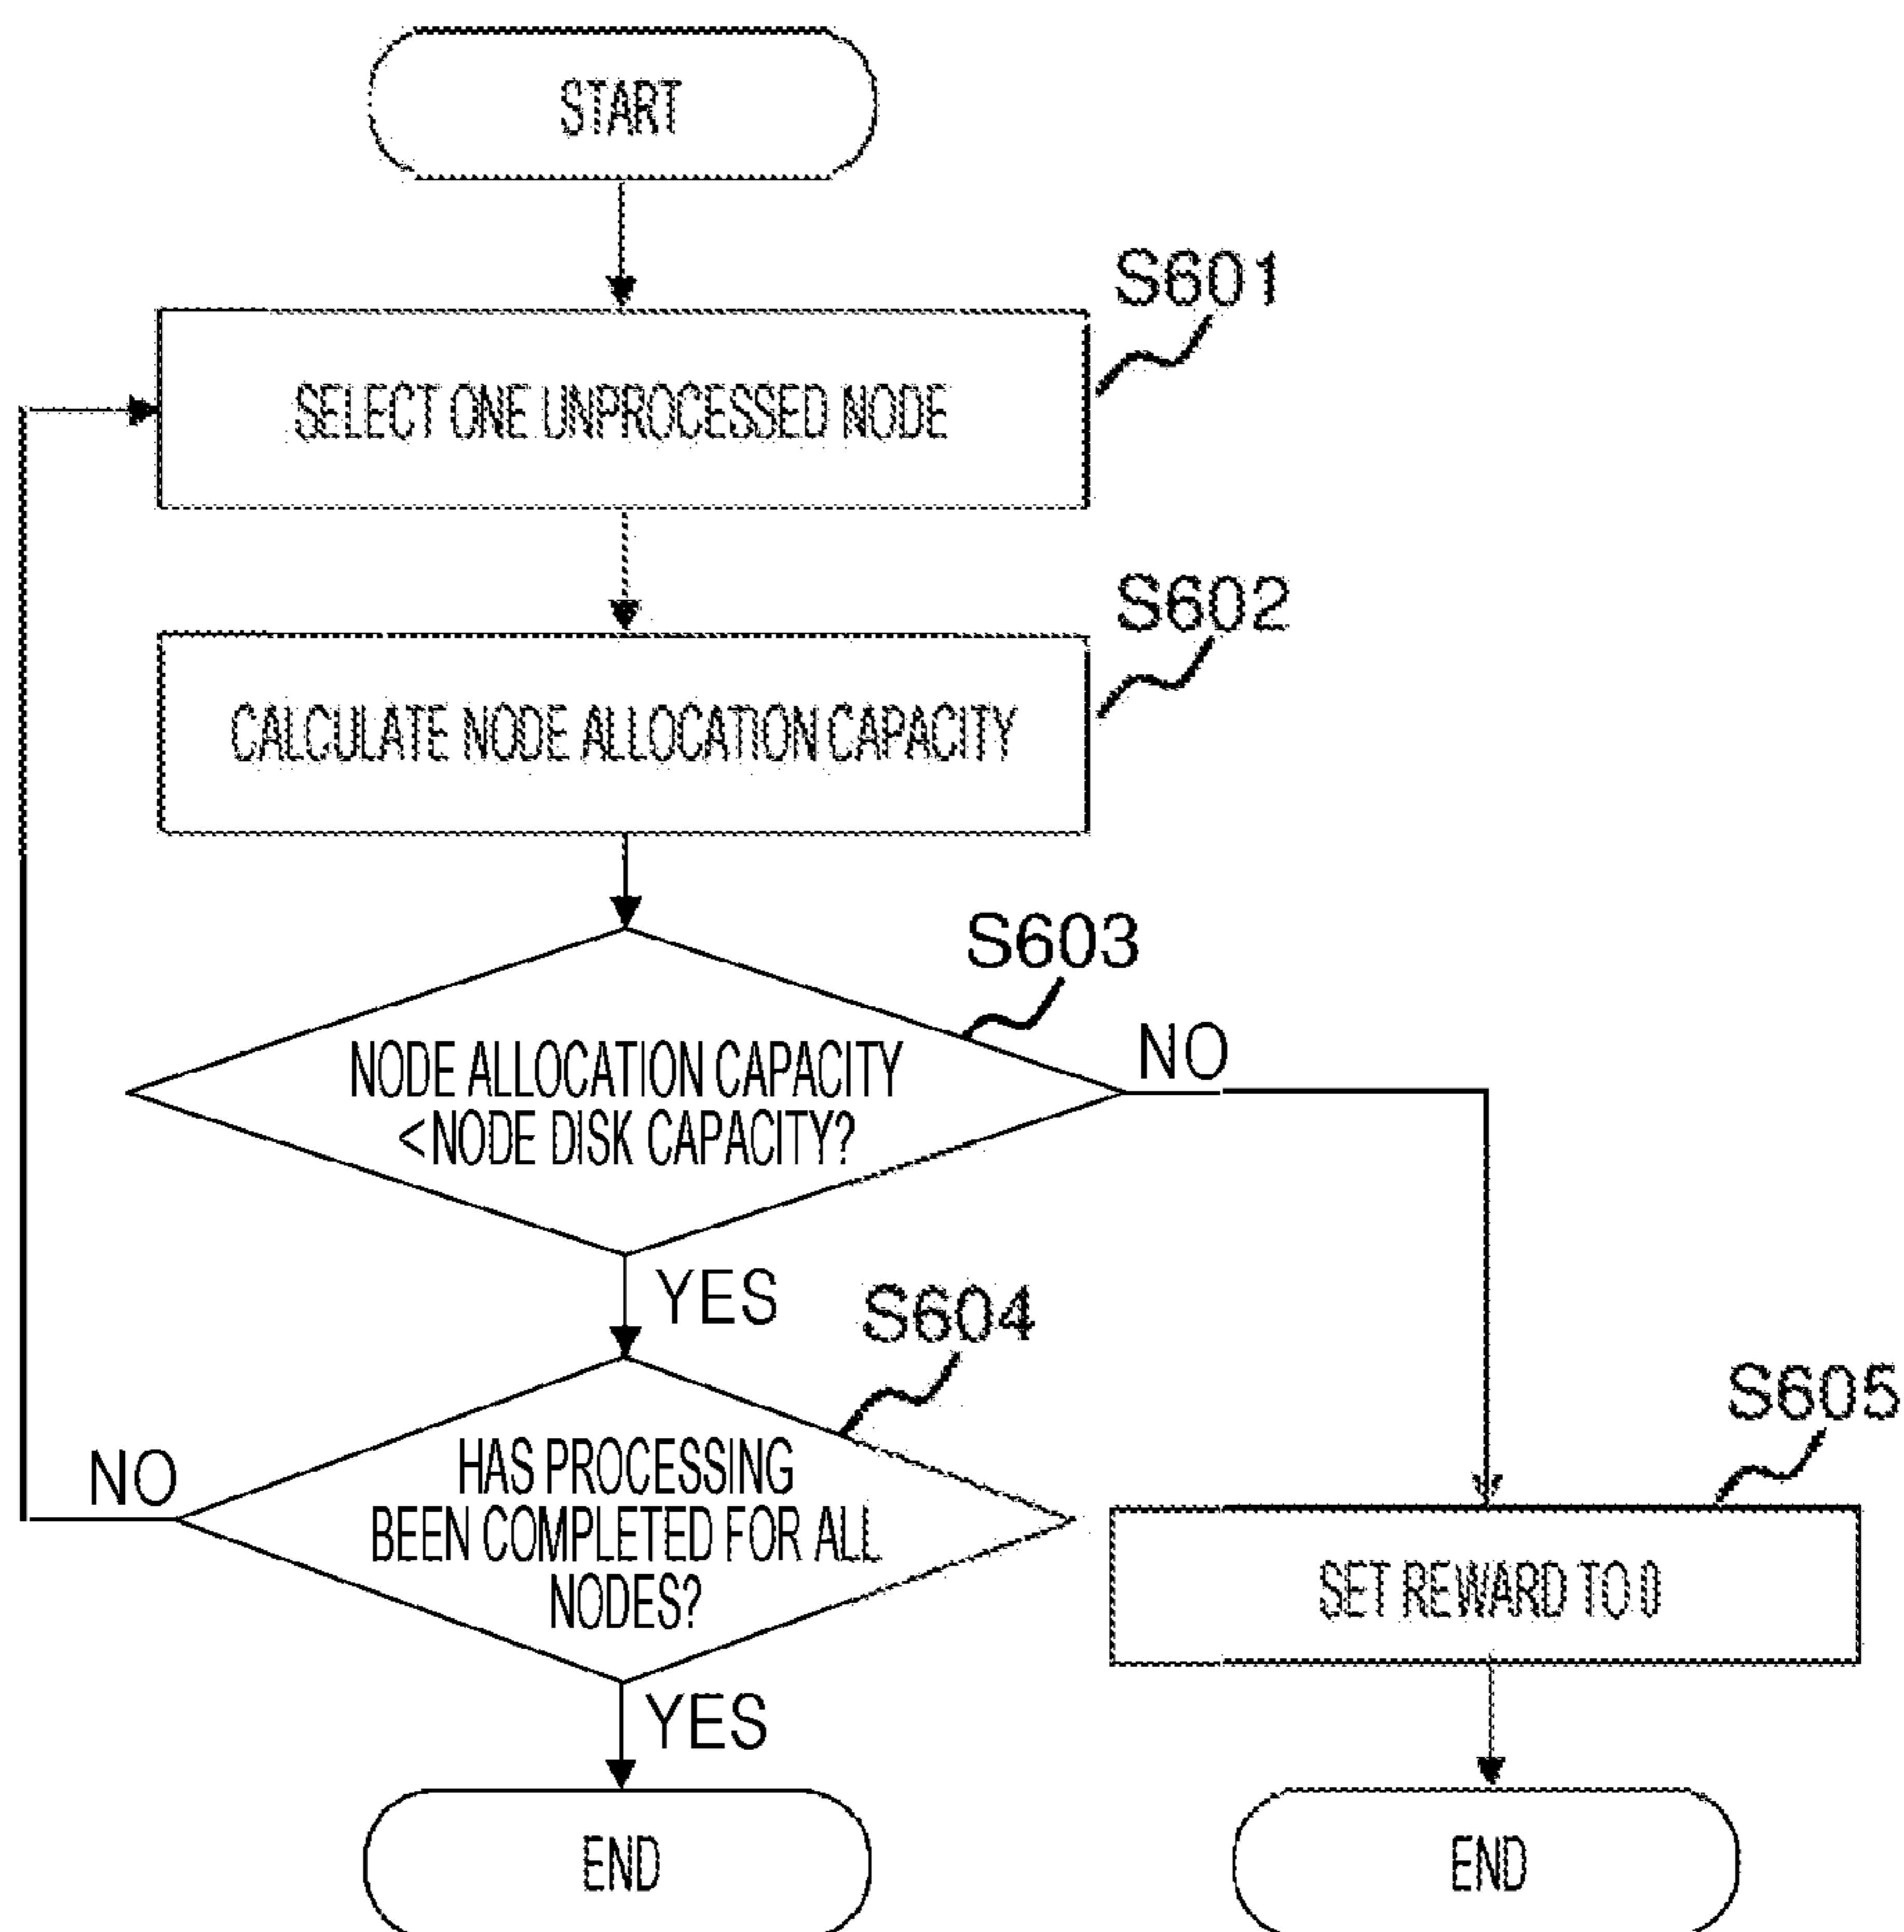 START
S601
SELECT ONE UNPROCESSED NODE
S602
CALCULATE NODE ALLOCATION CAPACITY
S603
NODE ALLOCATION CAPACITY
<NODE DISK CAPACITY?
NO
YES
S604
HAS PROCESSING
BEEN COMPLETED FOR ALL
NODES?
NO
YES
S605
SET REWARD TO 0
END
END